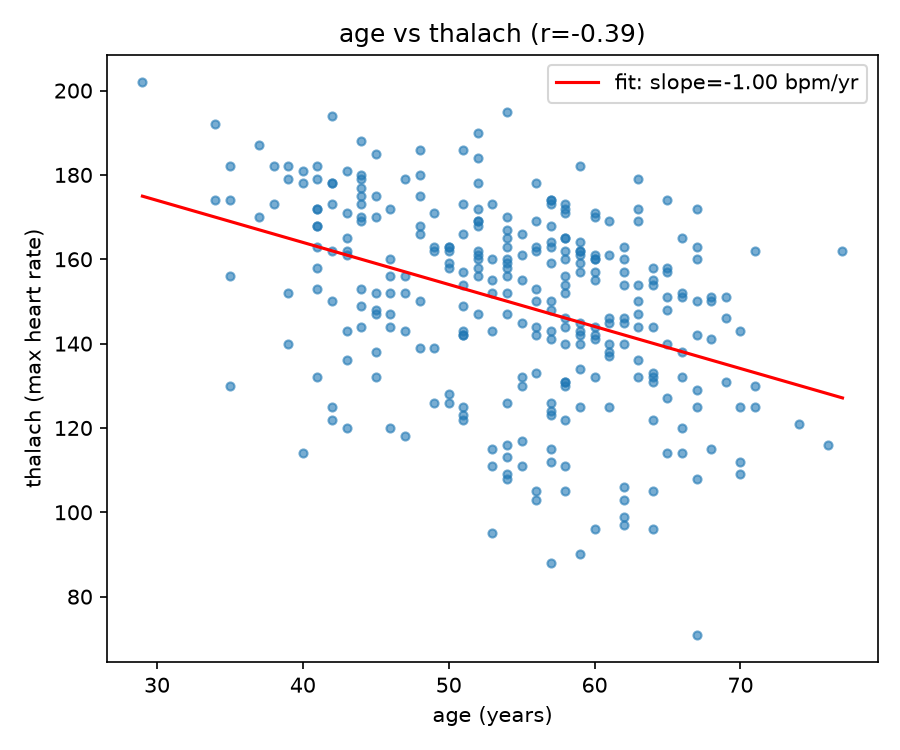 age vs thalach (r=-0.39)
fit: slope=-1.00 bpm/yr
thalach (max heart rate)
200
180
160
140
120
100
80
30 40 50 60 70
age (years)